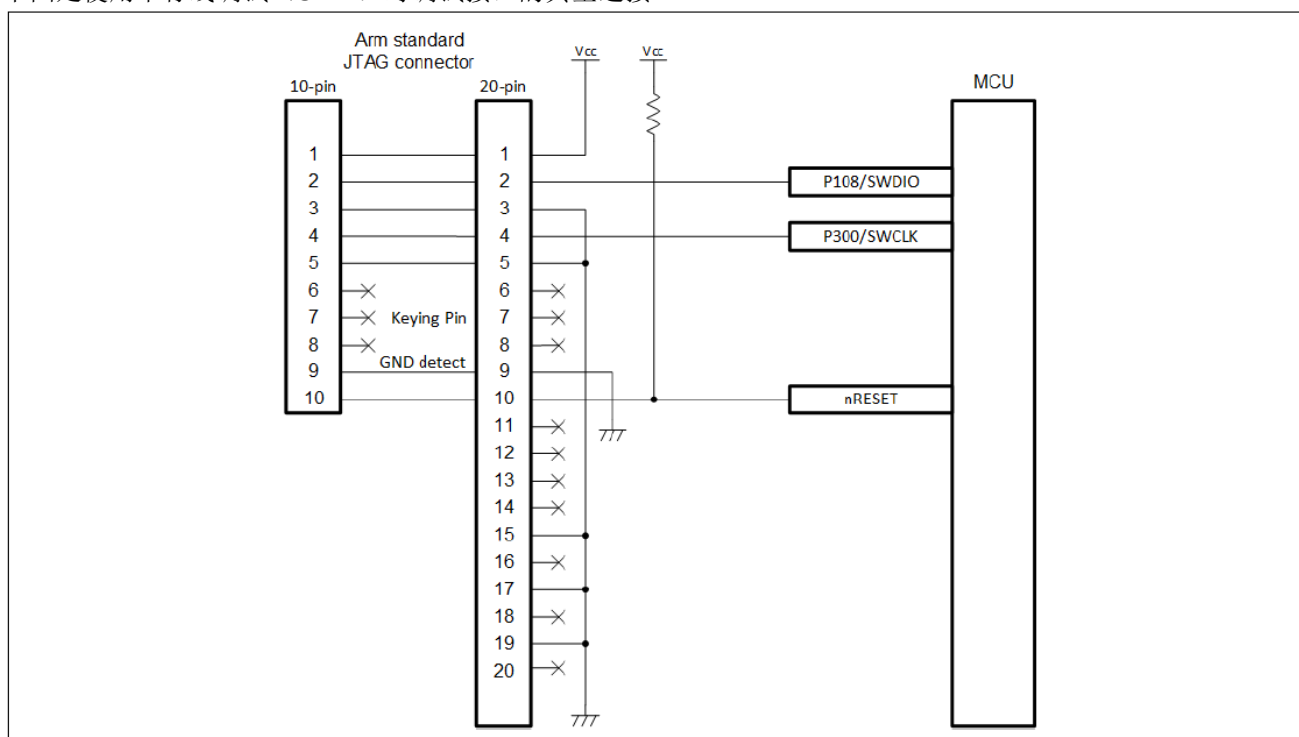 Arm standard
JTAG connector
10-pin
20-pin
Vcc
Vcc
MCU
1
2
3
4
5
6
7
8
9
10
Keying Pin
GND detect
1
2
3
4
5
6
7
8
9
10
11
12
13
14
15
16
17
18
19
20
P108/SWDIO
P300/SWCLK
nRESET